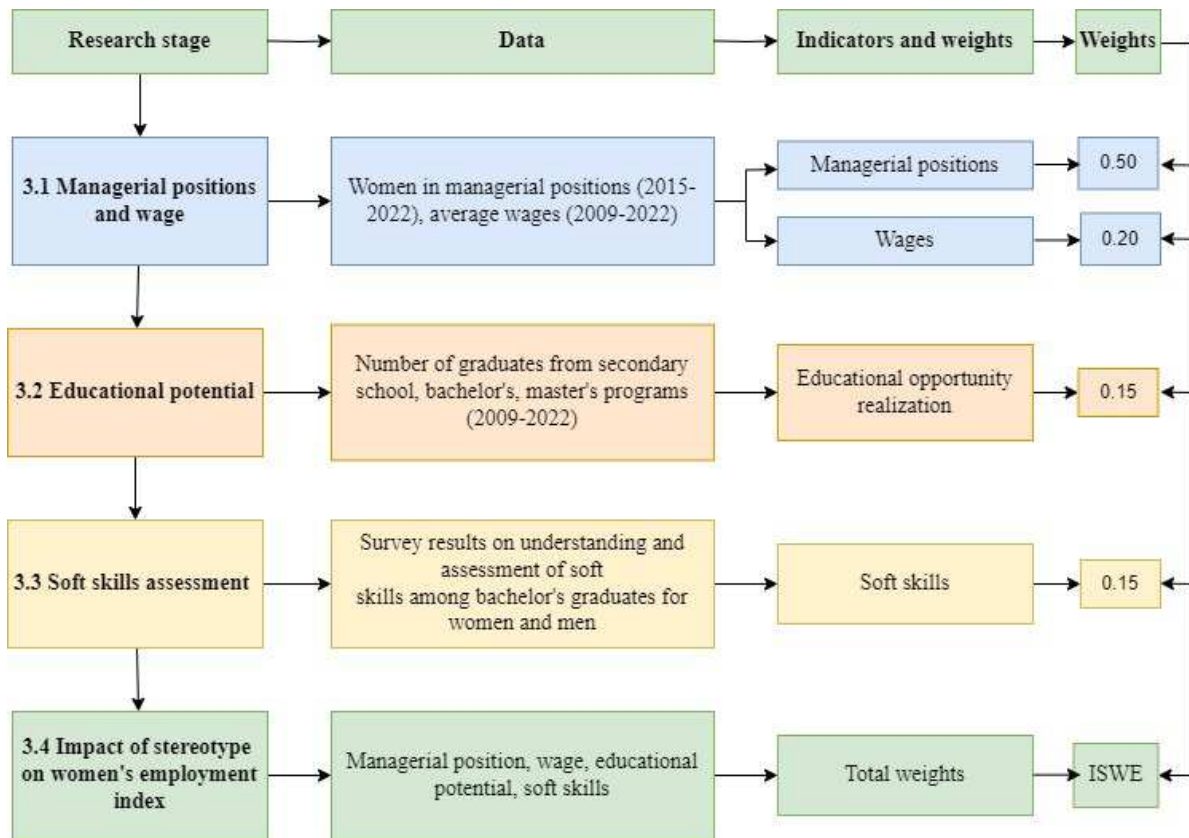 Research stage
Data
Indicators and weights
Weights
3.1 Managerial positions
and wage
Women in managerial positions (2015-
2022), average wages (2009-2022)
Managerial positions
0.50
Wages
0.20
3.2 Educational potential
Number of graduates from secondary
school, bachelor's, master's programs
(2009-2022)
Educational opportunity
realization
0.15
3.3 Soft skills assessment
Survey results on understanding and
assessment of soft
skills among bachelor's graduates for
women and men
Soft skills
0.15
3.4 Impact of stereotype
on women's employment
index
Managerial position, wage, educational
potential, soft skills
Total weights
ISWE